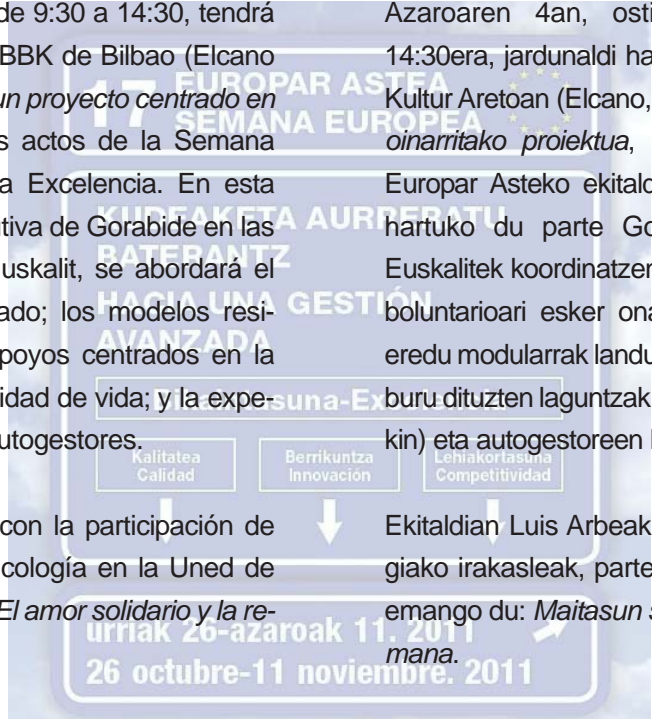 de 9:30 a 14:30, tendrá
BBK de Bilbao (Elcano
un proyecto centrado en
s actos de la Semana
a Excelencia. En esta
tiva de Gorabide en las
uskalit, se abordará el
ado; los modelos resi-
poyos centrados en la
idad de vida; y la expe-
utogestores.
con la participación de
cología en la Uned de
El amor solidario y la re-
Azaroaren 4an, osti
14:30era, jardunaldi ha
Kultur Aretoan (Elcano,
oinarritako proiektua,
Europar Asteko ekitald
hartuko du parte Go
Euskalitek koordinatzen
boluntarioari esker ona
eredu modularrak landu
buru dituzten laguntzak
kin) eta autogestoreen
Ekitaldian Luis Arbeak
giako irakasleak, parte
emango du: Maitasun s
mana.
17 EUROPAR ASTEA
SEMANA EUROPEA
KUDEAKETA AURRERATU
BATERANTZ
HACIA UNA GESTIÓN
AVANZADA
Bikaintasuna-Excelencia
Kalitatea
Calidad
Berrikuntza
Innovación
Lehiakortasuna
Competitividad
urriak 26-azaroak 11. 2011
26 octubre-11 noviembre. 2011